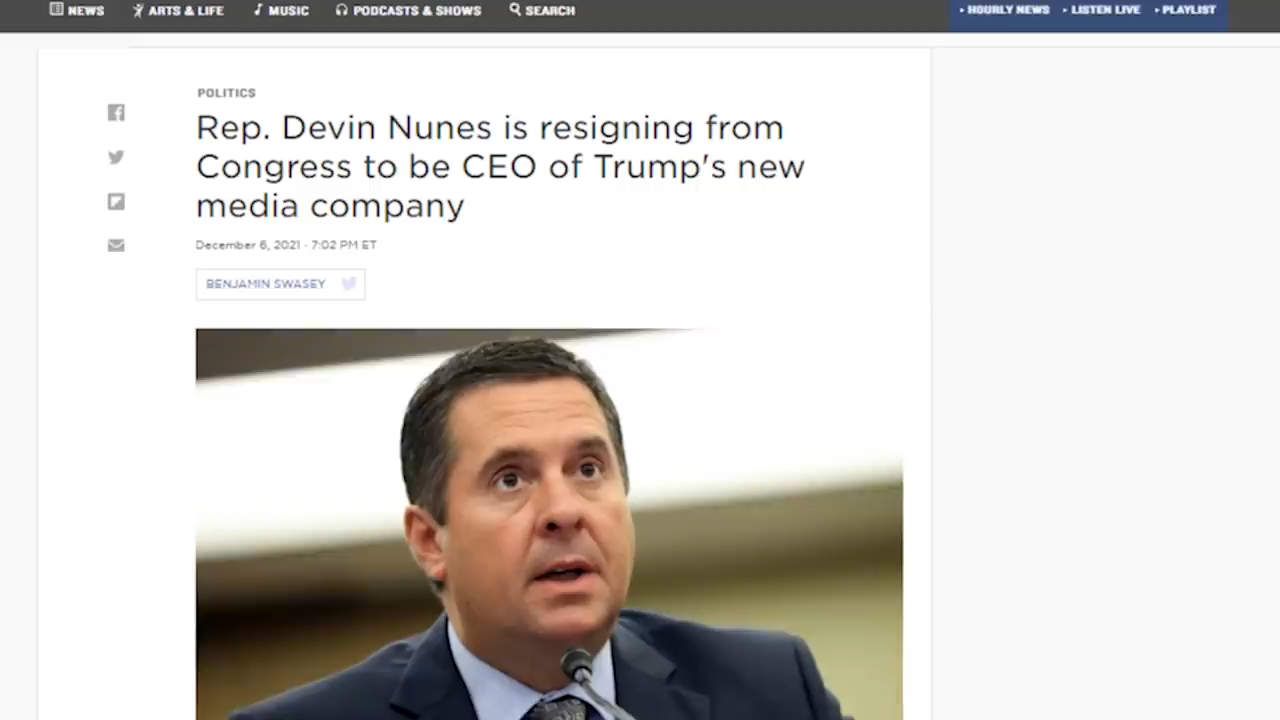 NEWS ARTS & LIFE MUSIC PODCASTS & SHOWS SEARCH HOURLY NEWS LISTEN LIVE PLAYLIST
POLITICS
Rep. Devin Nunes is resigning from
Congress to be CEO of Trump's new
media company
December 6, 2021 · 7:02 PM ET
BENJAMIN SWASEY